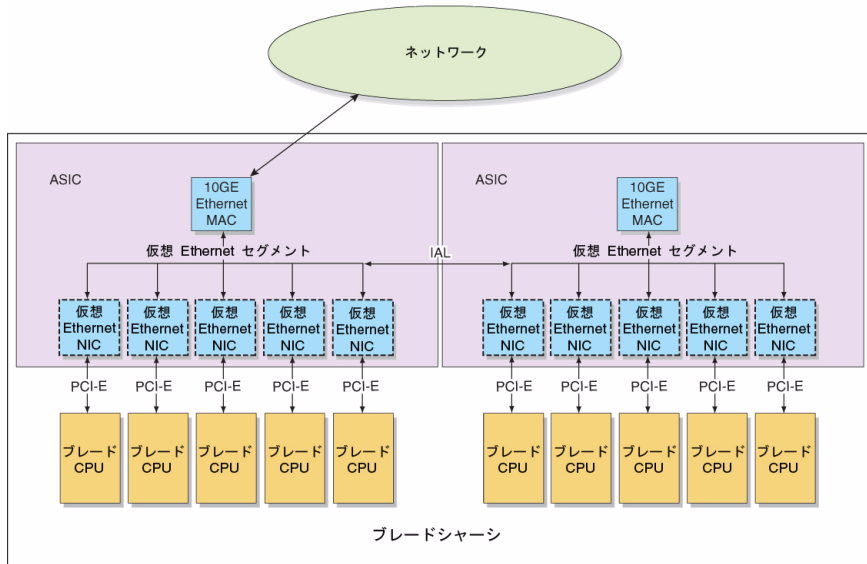 ネットワーク
ASIC
10GE
Ethernet
MAC
仮想 Ethernet セグメント
仮想
Ethernet
NIC
仮想
Ethernet
NIC
仮想
Ethernet
NIC
仮想
Ethernet
NIC
仮想
Ethernet
NIC
PCI-E
PCI-E
PCI-E
PCI-E
PCI-E
ブレード
CPU
ブレード
CPU
ブレード
CPU
ブレード
CPU
ブレード
CPU
IAL
ASIC
10GE
Ethernet
MAC
仮想 Ethernet セグメント
仮想
Ethernet
NIC
仮想
Ethernet
NIC
仮想
Ethernet
NIC
仮想
Ethernet
NIC
仮想
Ethernet
NIC
PCI-E
PCI-E
PCI-E
PCI-E
PCI-E
ブレード
CPU
ブレード
CPU
ブレード
CPU
ブレード
CPU
ブレード
CPU
ブレードシャーシ